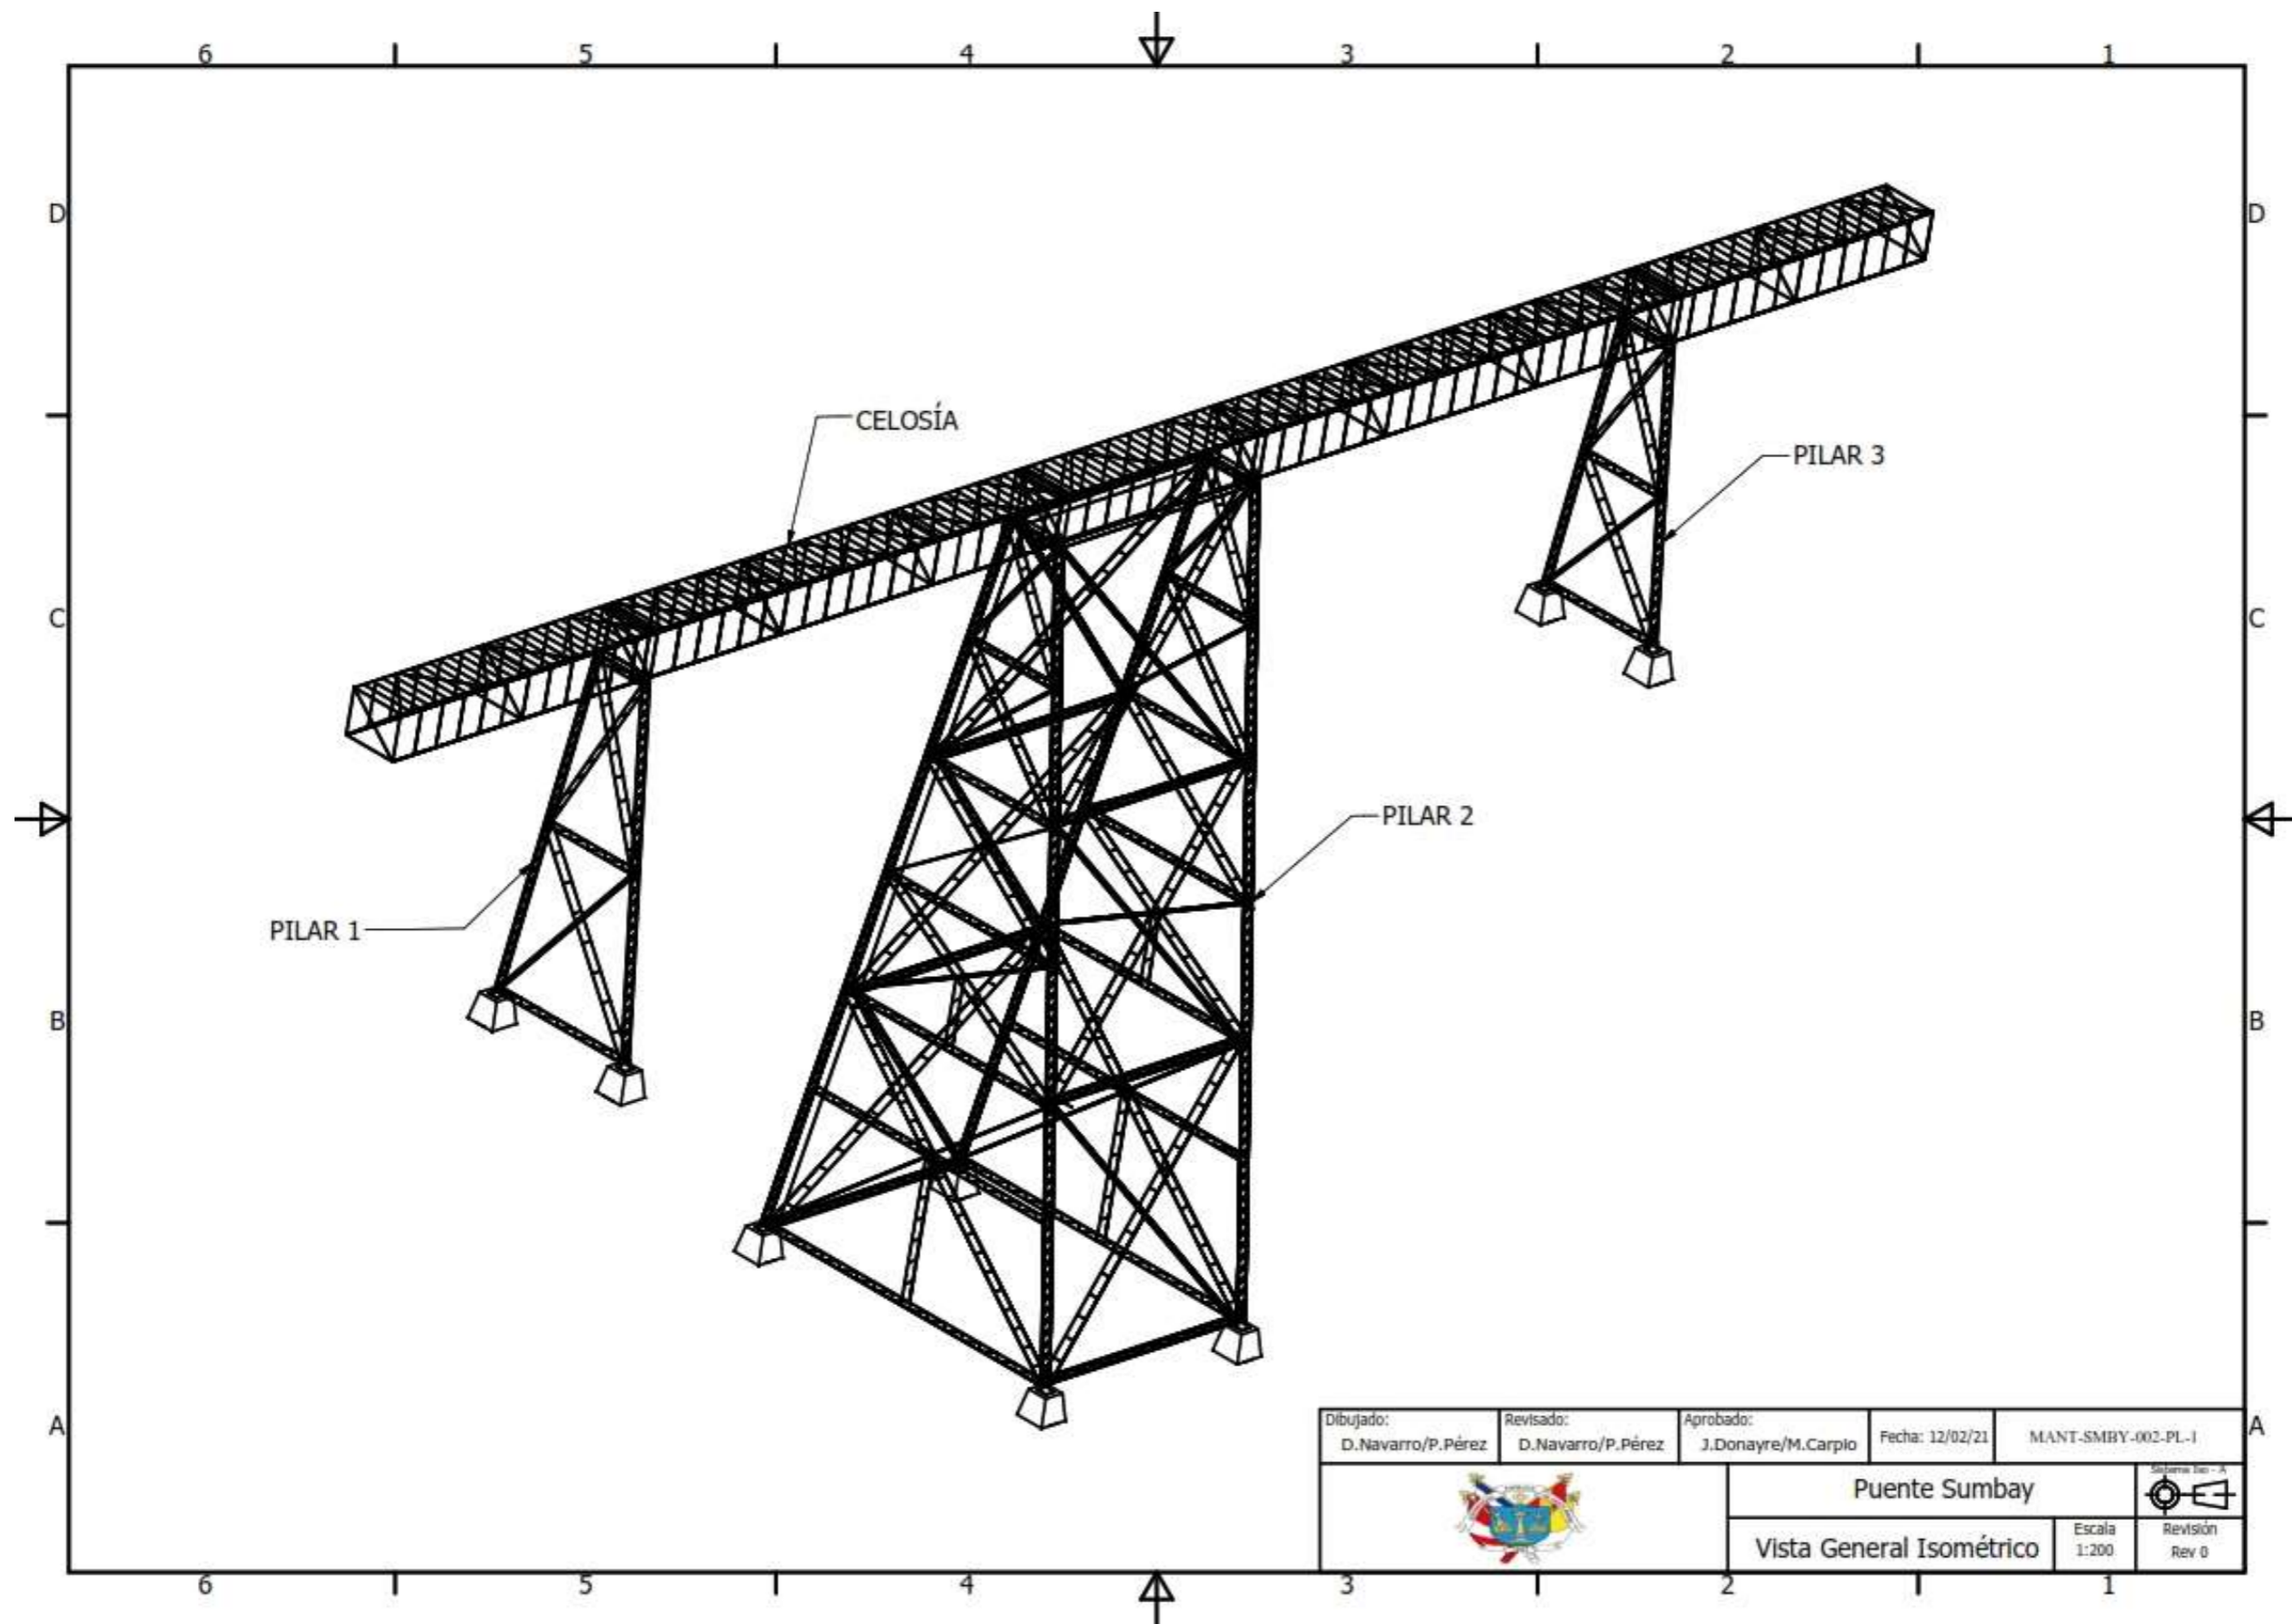 6 5 4 3 2 1
D D
CELOSÍA
PILAR 3
C C
PILAR 2
PILAR 1
B B
A A
Dibujado:
D.Navarro/P.Pérez
Revisado:
D.Navarro/P.Pérez
Aprobado:
J.Donayre/M.Carpio
Fecha: 12/02/21
MANT-SMBY-002-PL-1
Puente Sumbay
Sistema Iso - A
Vista General Isométrico
Escala
1:200
Revisión
Rev 0
6 5 4 3 2 1